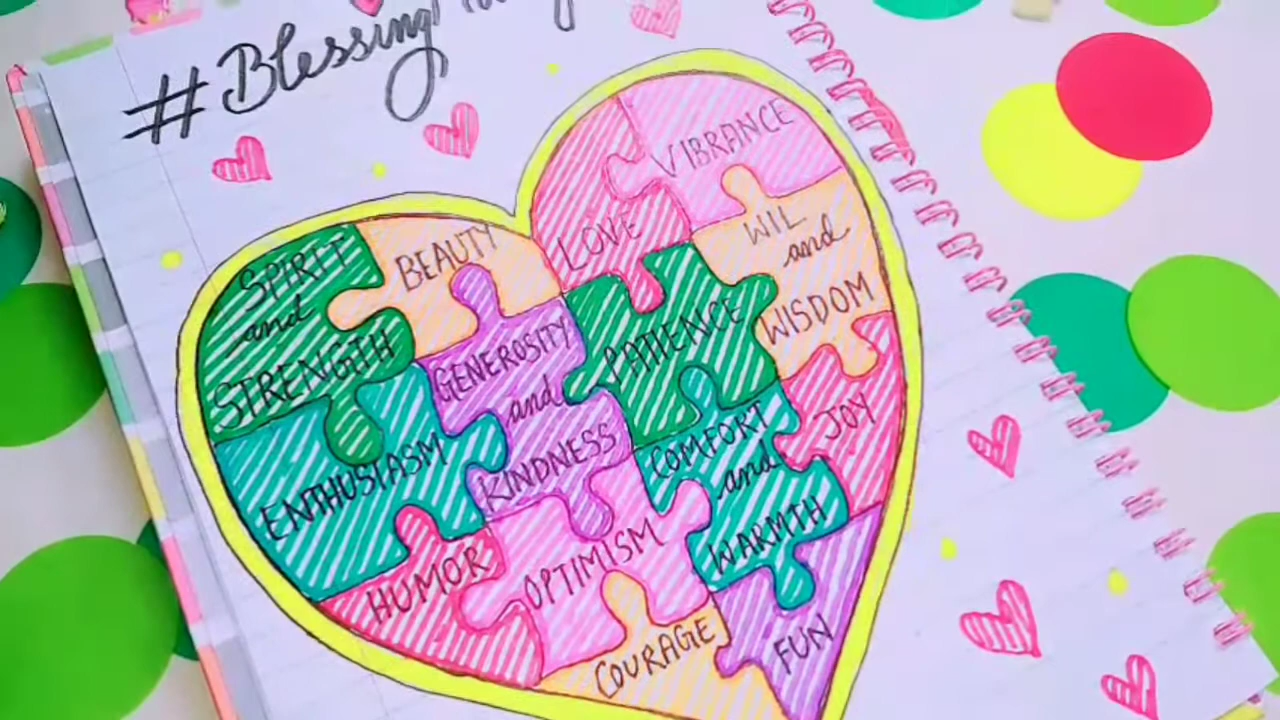 #Blessing
VIBRANCE
LOVE
WIL
and
WISDOM
SPIRIT
and
STRENGTH
BEAUTY
GENEROSITY
and
KINDNESS
PATIENCE
JOY
ENTHUSIASM
COMFORT
and
WARMTH
HUMOR
OPTIMISM
COURAGE
FUN